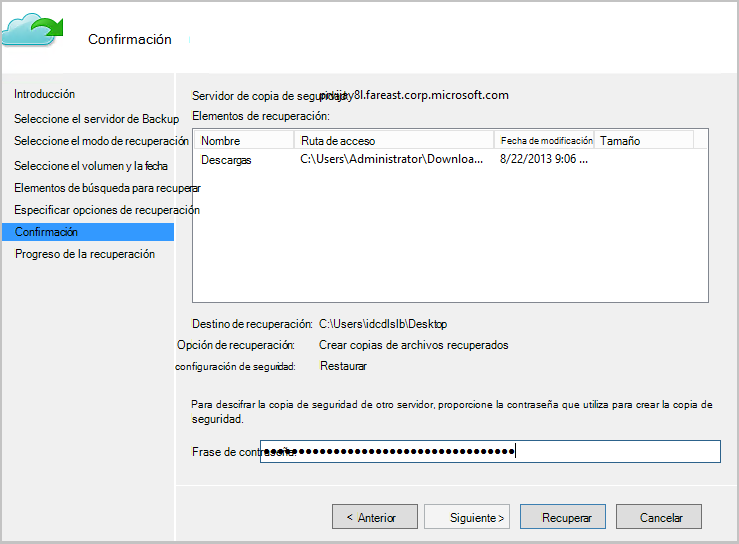 Confirmación
Introducción
Seleccione el servidor de Backup
Seleccione el modo de recuperación
Seleccione el volumen y la fecha
Elementos de búsqueda para recuperar
Especificar opciones de recuperación
Confirmación
Progreso de la recuperación
Servidor de copia de seguridad
fareast.corp.microsoft.com
Elementos de recuperación:
Nombre Ruta de acceso Fecha de modificación Tamaño
Descargas C:\Users\Administrator\Downloa... 8/22/2013 9:06 ...
Destino de recuperación: C:\Users\idcdlslb\Desktop
Opción de recuperación: Crear copias de archivos recuperados
configuración de seguridad: Restaurar
Para descifrar la copia de seguridad de otro servidor, proporcione la contraseña que utiliza para crear la copia de
seguridad.
Frase de contraseña:
< Anterior Siguiente > Recuperar Cancelar